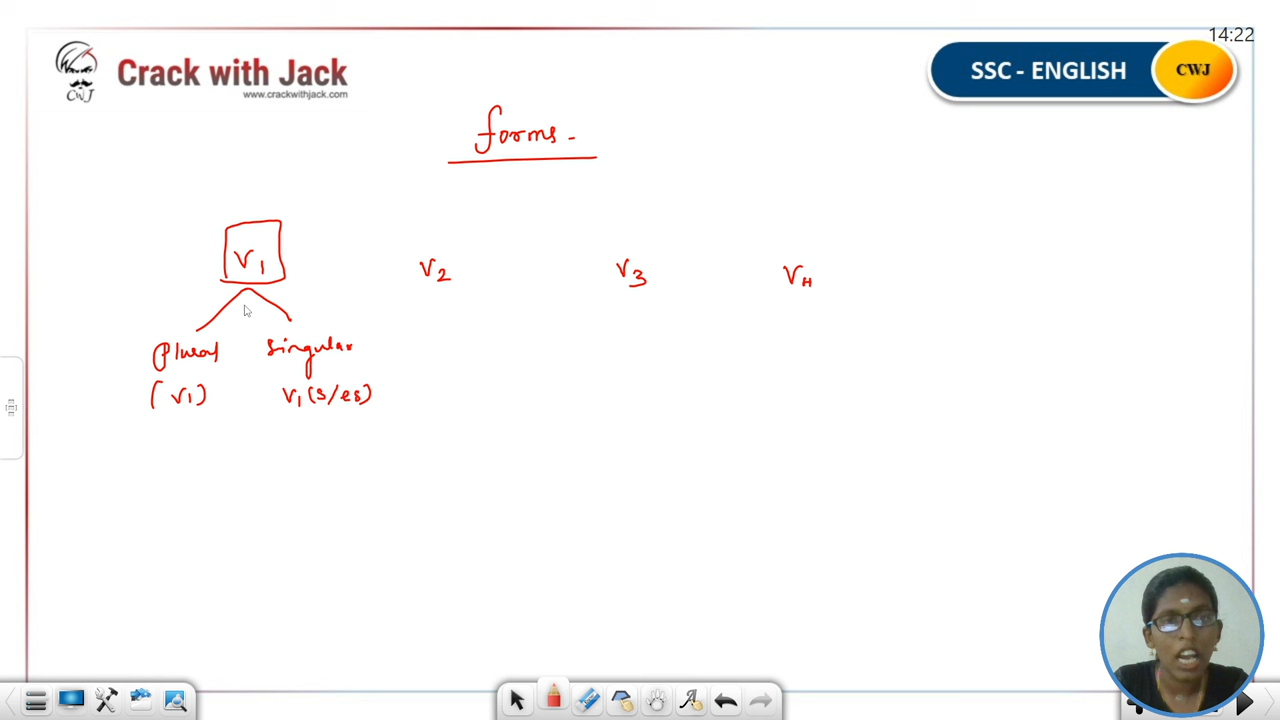 14:22
Crack with Jack
www.crackwithjack.com
CWJ
SSC - ENGLISH
CWJ
forms.
V1 V2 V3 V4
Plural Singular
(V1) V1(s/es)